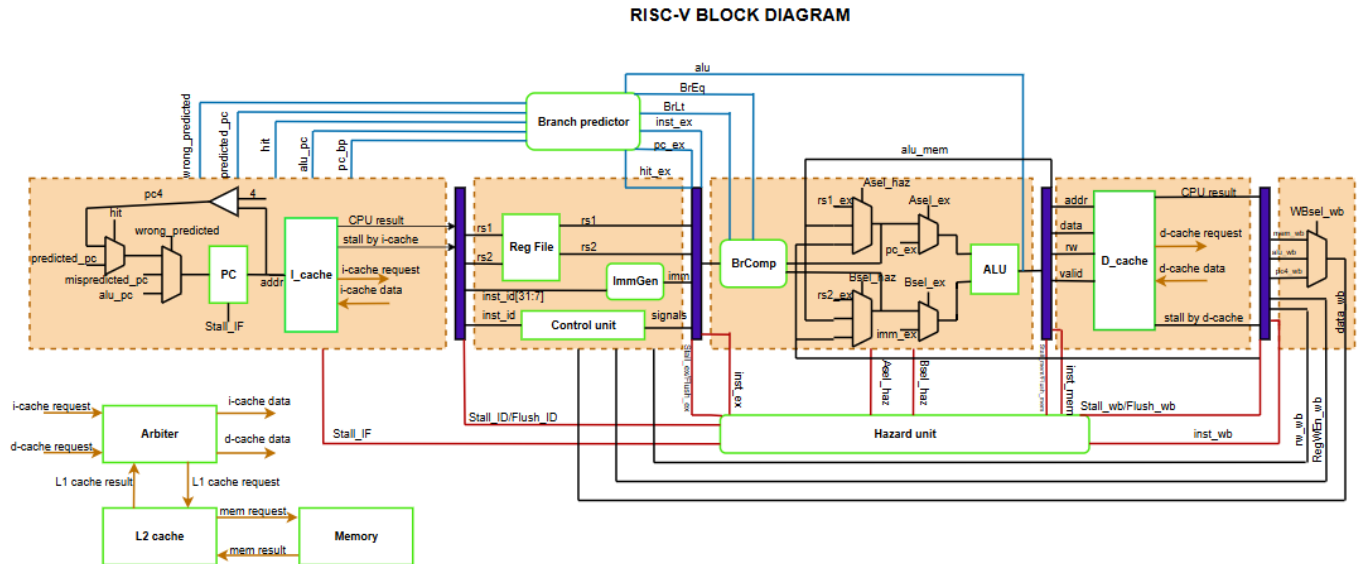 RISC-V BLOCK DIAGRAM
alu
BrEq
BrLt
inst_ex
pc_ex
hit_ex
Branch predictor
wrong_predicted
predicted_pc
hit
alu_pc
pc_bp
pc4
4
hit
wrong_predicted
predicted_pc
mispredicted_pc
alu_pc
PC
Stall_IF
addr
I_cache
CPU result
stall by i-cache
i-cache request
i-cache data
rs1
rs2
Reg File
rs1
rs2
ImmGen
imm
inst_id[31:7]
inst_id
Control unit
signals
BrComp
alu_mem
Asel_haz
rs1_ex
Asel_ex
pc_ex
Bsel_haz
rs2_ex
Bsel_ex
imm_ex
ALU
addr
data
rw
valid
D_cache
CPU result
d-cache request
d-cache data
stall by d-cache
WBsel_wb
mem_wb
alu_wb
pc4_wb
data_wb
Stall_ex/Flush_ex
inst_ex
Asel_haz
Bsel_haz
Stall_mem/Flush_mem
inst_mem
Stall_ID/Flush_ID
Stall_IF
Hazard unit
Stall_wb/Flush_wb
inst_wb
rw_wb
RegWEn_wb
i-cache request
i-cache data
Arbiter
d-cache request
d-cache data
L1 cache result
L1 cache request
L2 cache
mem request
mem result
Memory